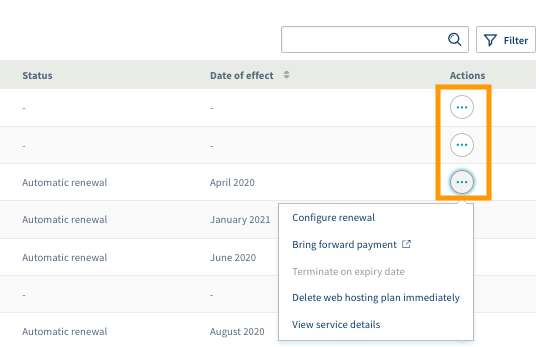 Filter
Status Date of effect Actions
- -
- -
Automatic renewal April 2020
Automatic renewal January 2021
Configure renewal
Bring forward payment
Automatic renewal June 2020
Terminate on expiry date
- -
Delete web hosting plan immediately
Automatic renewal August 2020
View service details